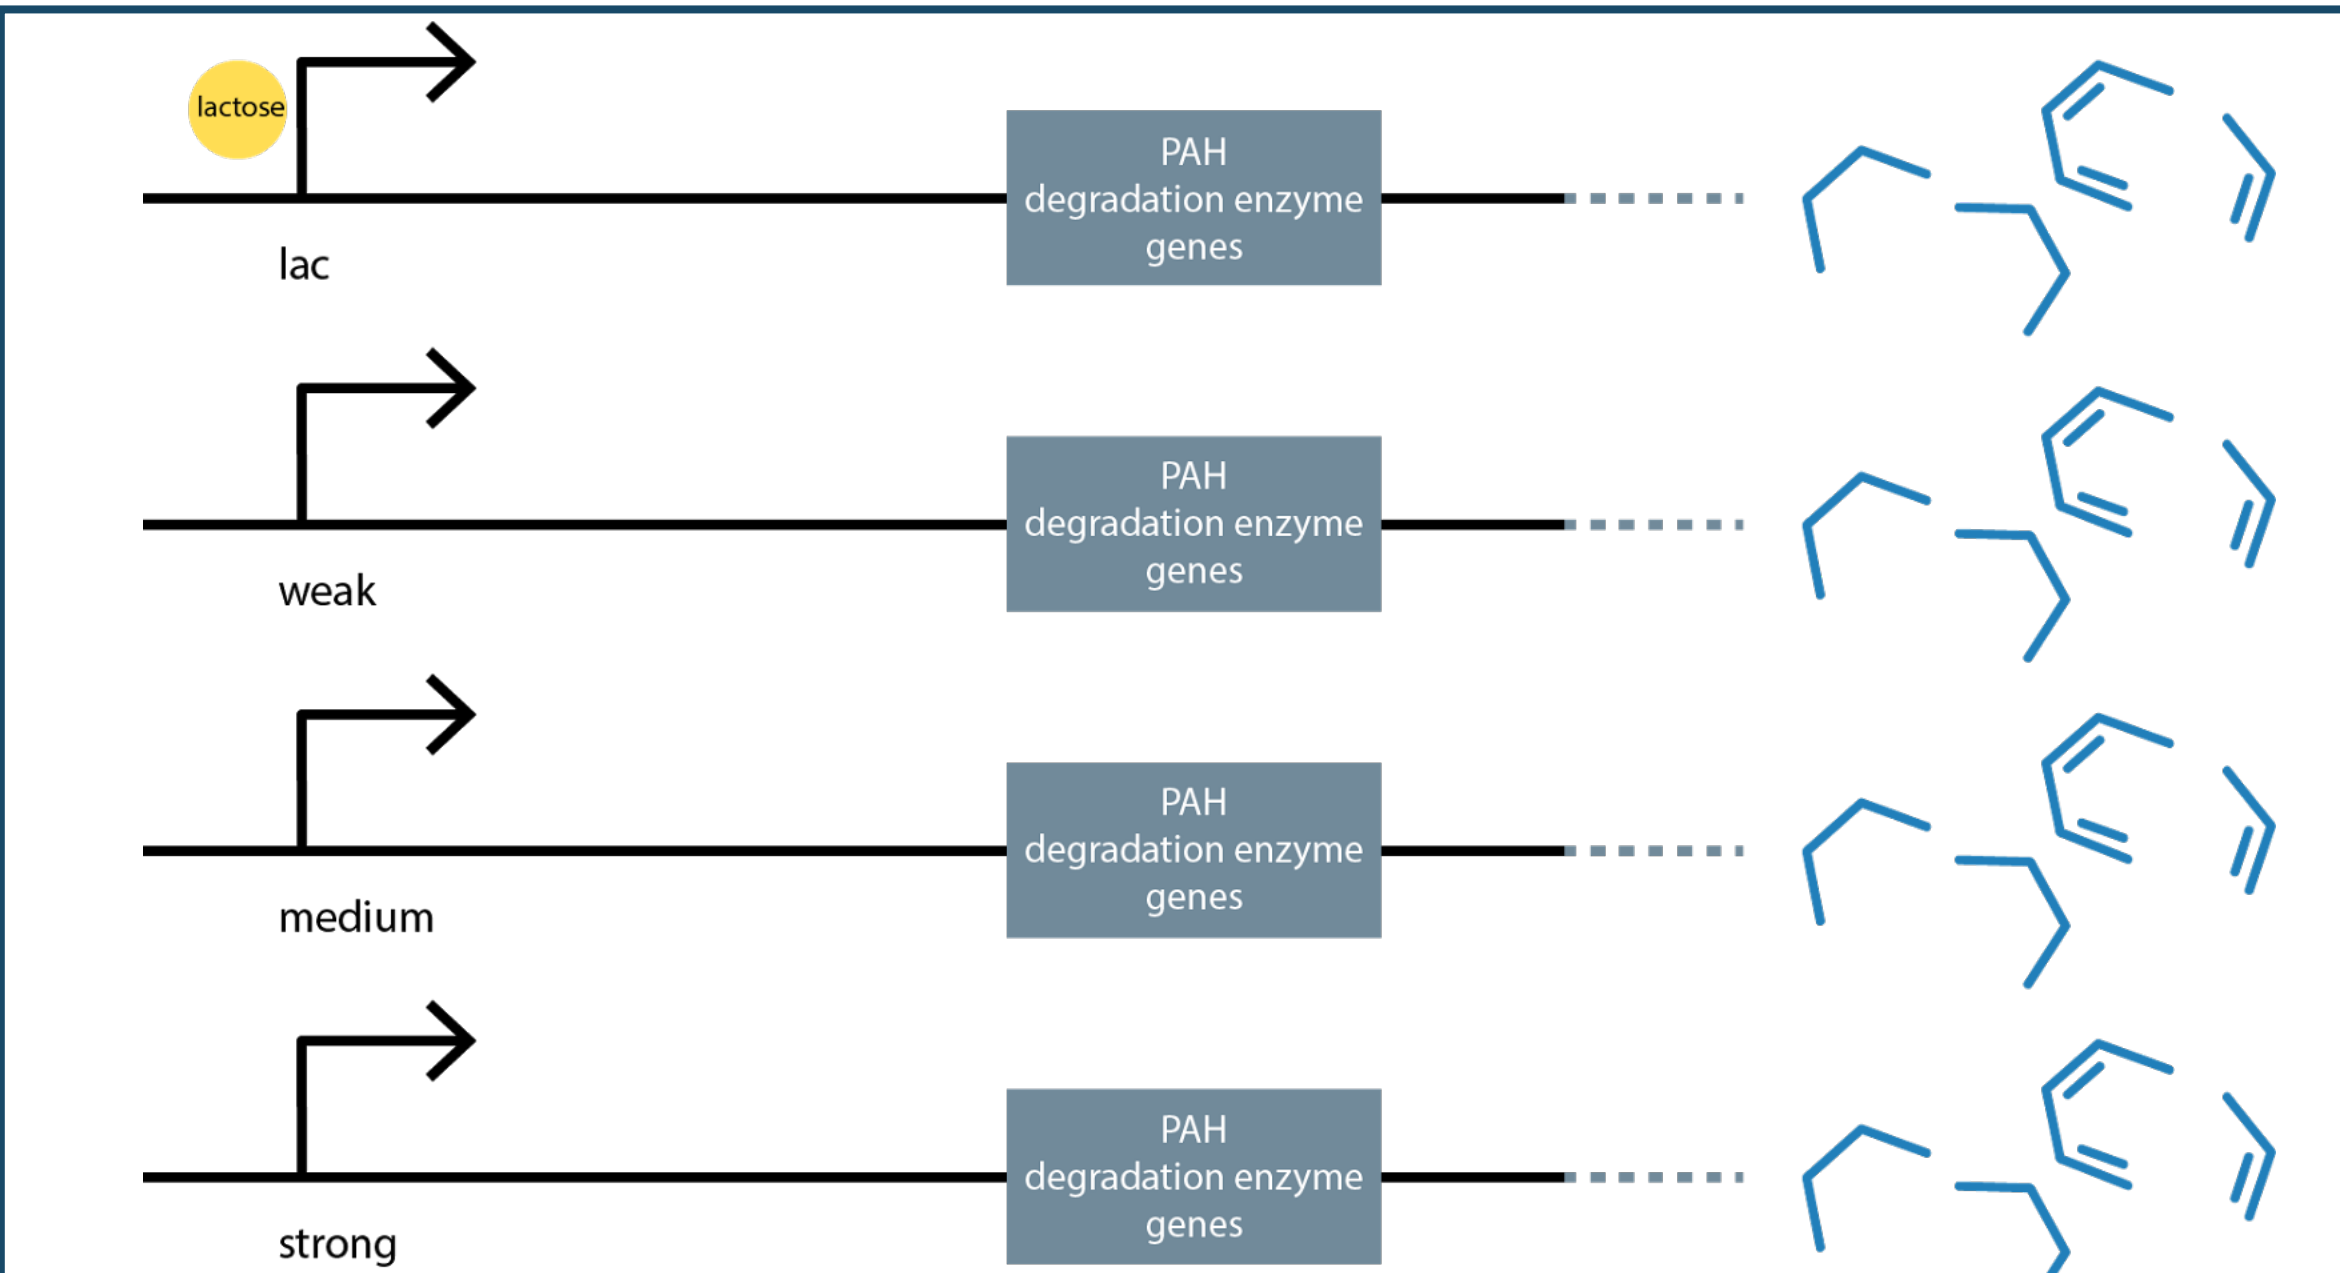 lactose
PAH
degradation enzyme
genes
lac
PAH
degradation enzyme
genes
weak
PAH
degradation enzyme
genes
medium
PAH
degradation enzyme
genes
strong